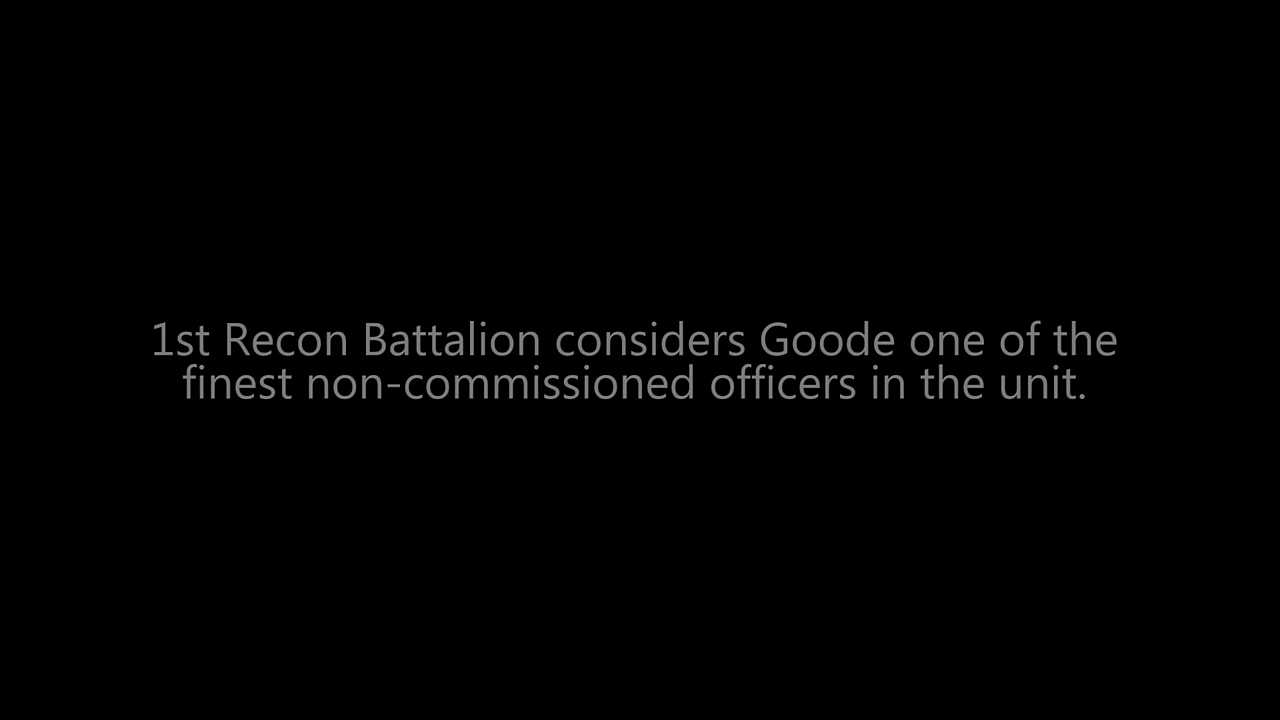 1st Recon Battalion considers Goode one of the
finest non-commissioned officers in the unit.